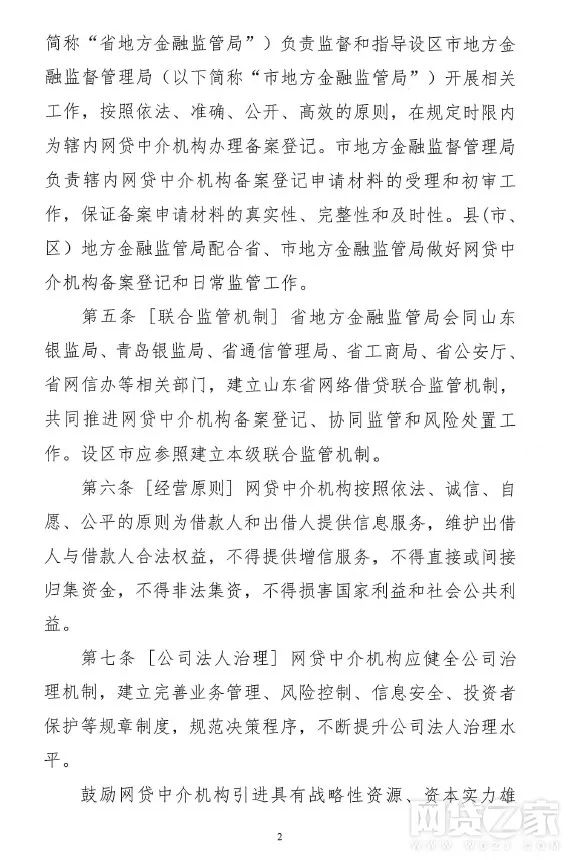 简称“省地方金融监管局”）负责监督和指导设区市地方金
融监督管理局（以下简称“市地方金融监管局”）开展相关
工作，按照依法、准确、公开、高效的原则，在规定时限内
为辖内网贷中介机构办理备案登记。市地方金融监督管理局
负责辖内网贷中介机构备案登记申请材料的受理和初审工
作，保证备案申请材料的真实性、完整性和及时性。县(市、
区）地方金融监管局配合省、市地方金融监管局做好网贷中
介机构备案登记和日常监管工作。
第五条［联合监管机制］省地方金融监管局会同山东
银监局、青岛银监局、省通信管理局、省工商局、省公安厅、
省网信办等相关部门，建立山东省网络借贷联合监管机制，
共同推进网贷中介机构备案登记、协同监管和风险处置工
作。设区市应参照建立本级联合监管机制。
第六条［经营原则］网贷中介机构按照依法、诚信、自
愿、公平的原则为借款人和出借人提供信息服务，维护出借
人与借款人合法权益，不得提供增信服务，不得直接或间接
归集资金，不得非法集资，不得损害国家利益和社会公共利
益。
第七条［公司法人治理］网贷中介机构应健全公司治
理机制，建立完善业务管理、风险控制、信息安全、投资者
保护等规章制度，规范决策程序，不断提升公司法人治理水
平。
鼓励网贷中介机构引进具有战略性资源、资本实力雄
2
网贷之家
WWW.WDZJ.COM